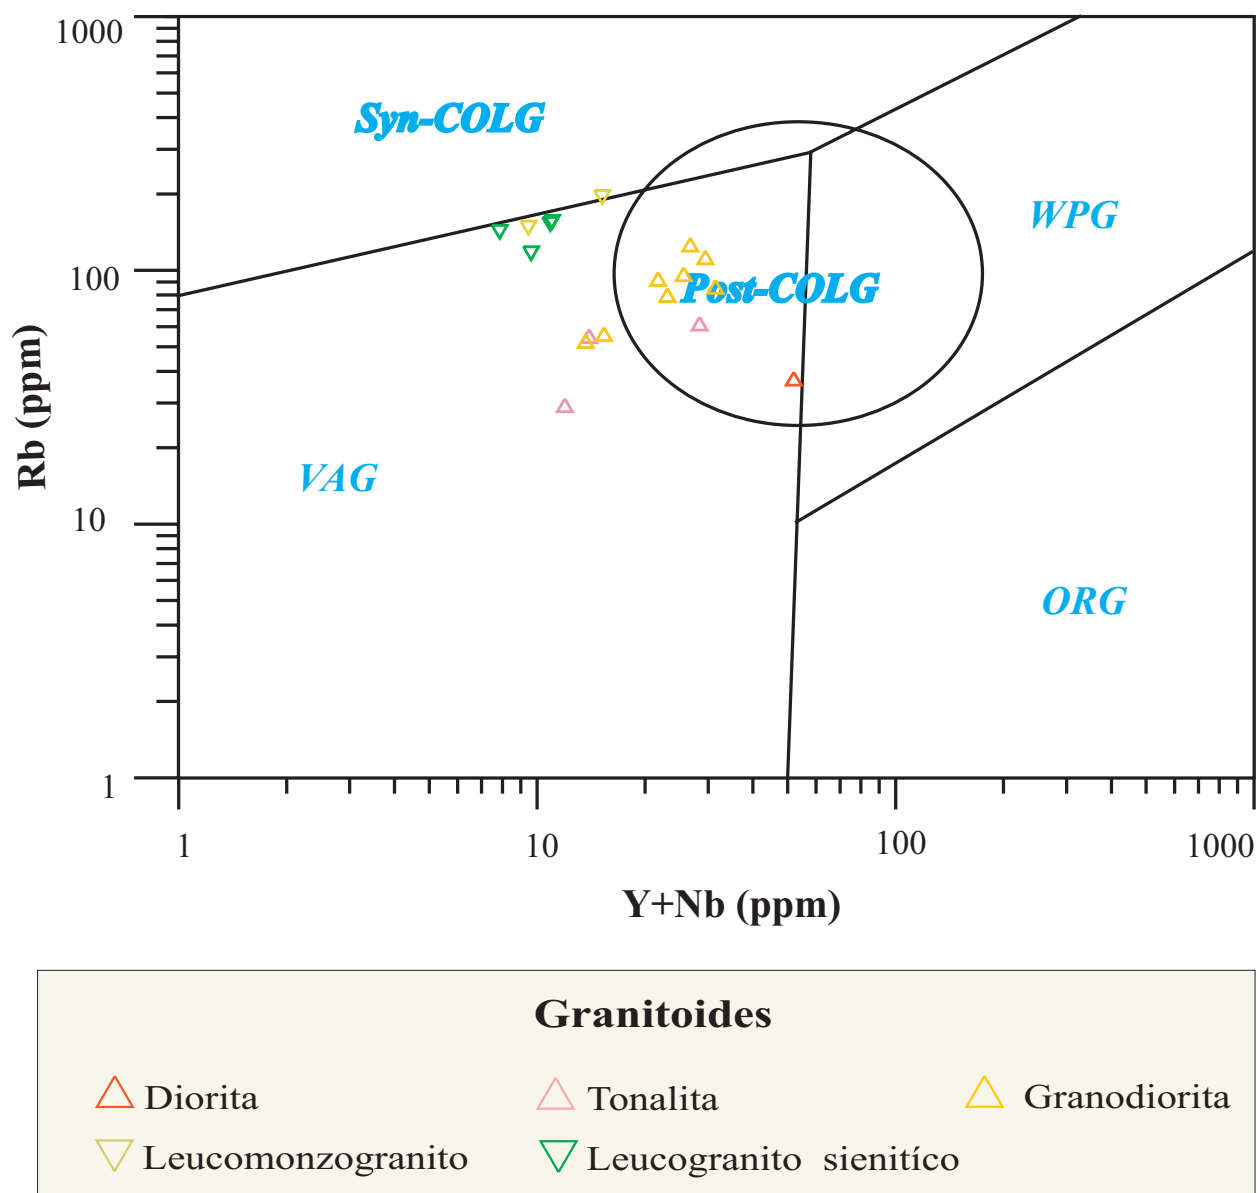 1000
Syn-COLG
WPG
100
Post-COLG
Rb (ppm)
VAG
10
ORG
1
1 10 100 1000
Y+Nb (ppm)
Granitoides
Diorita Tonalita Granodiorita
Leucomonzogranito Leucogranito sienitíco